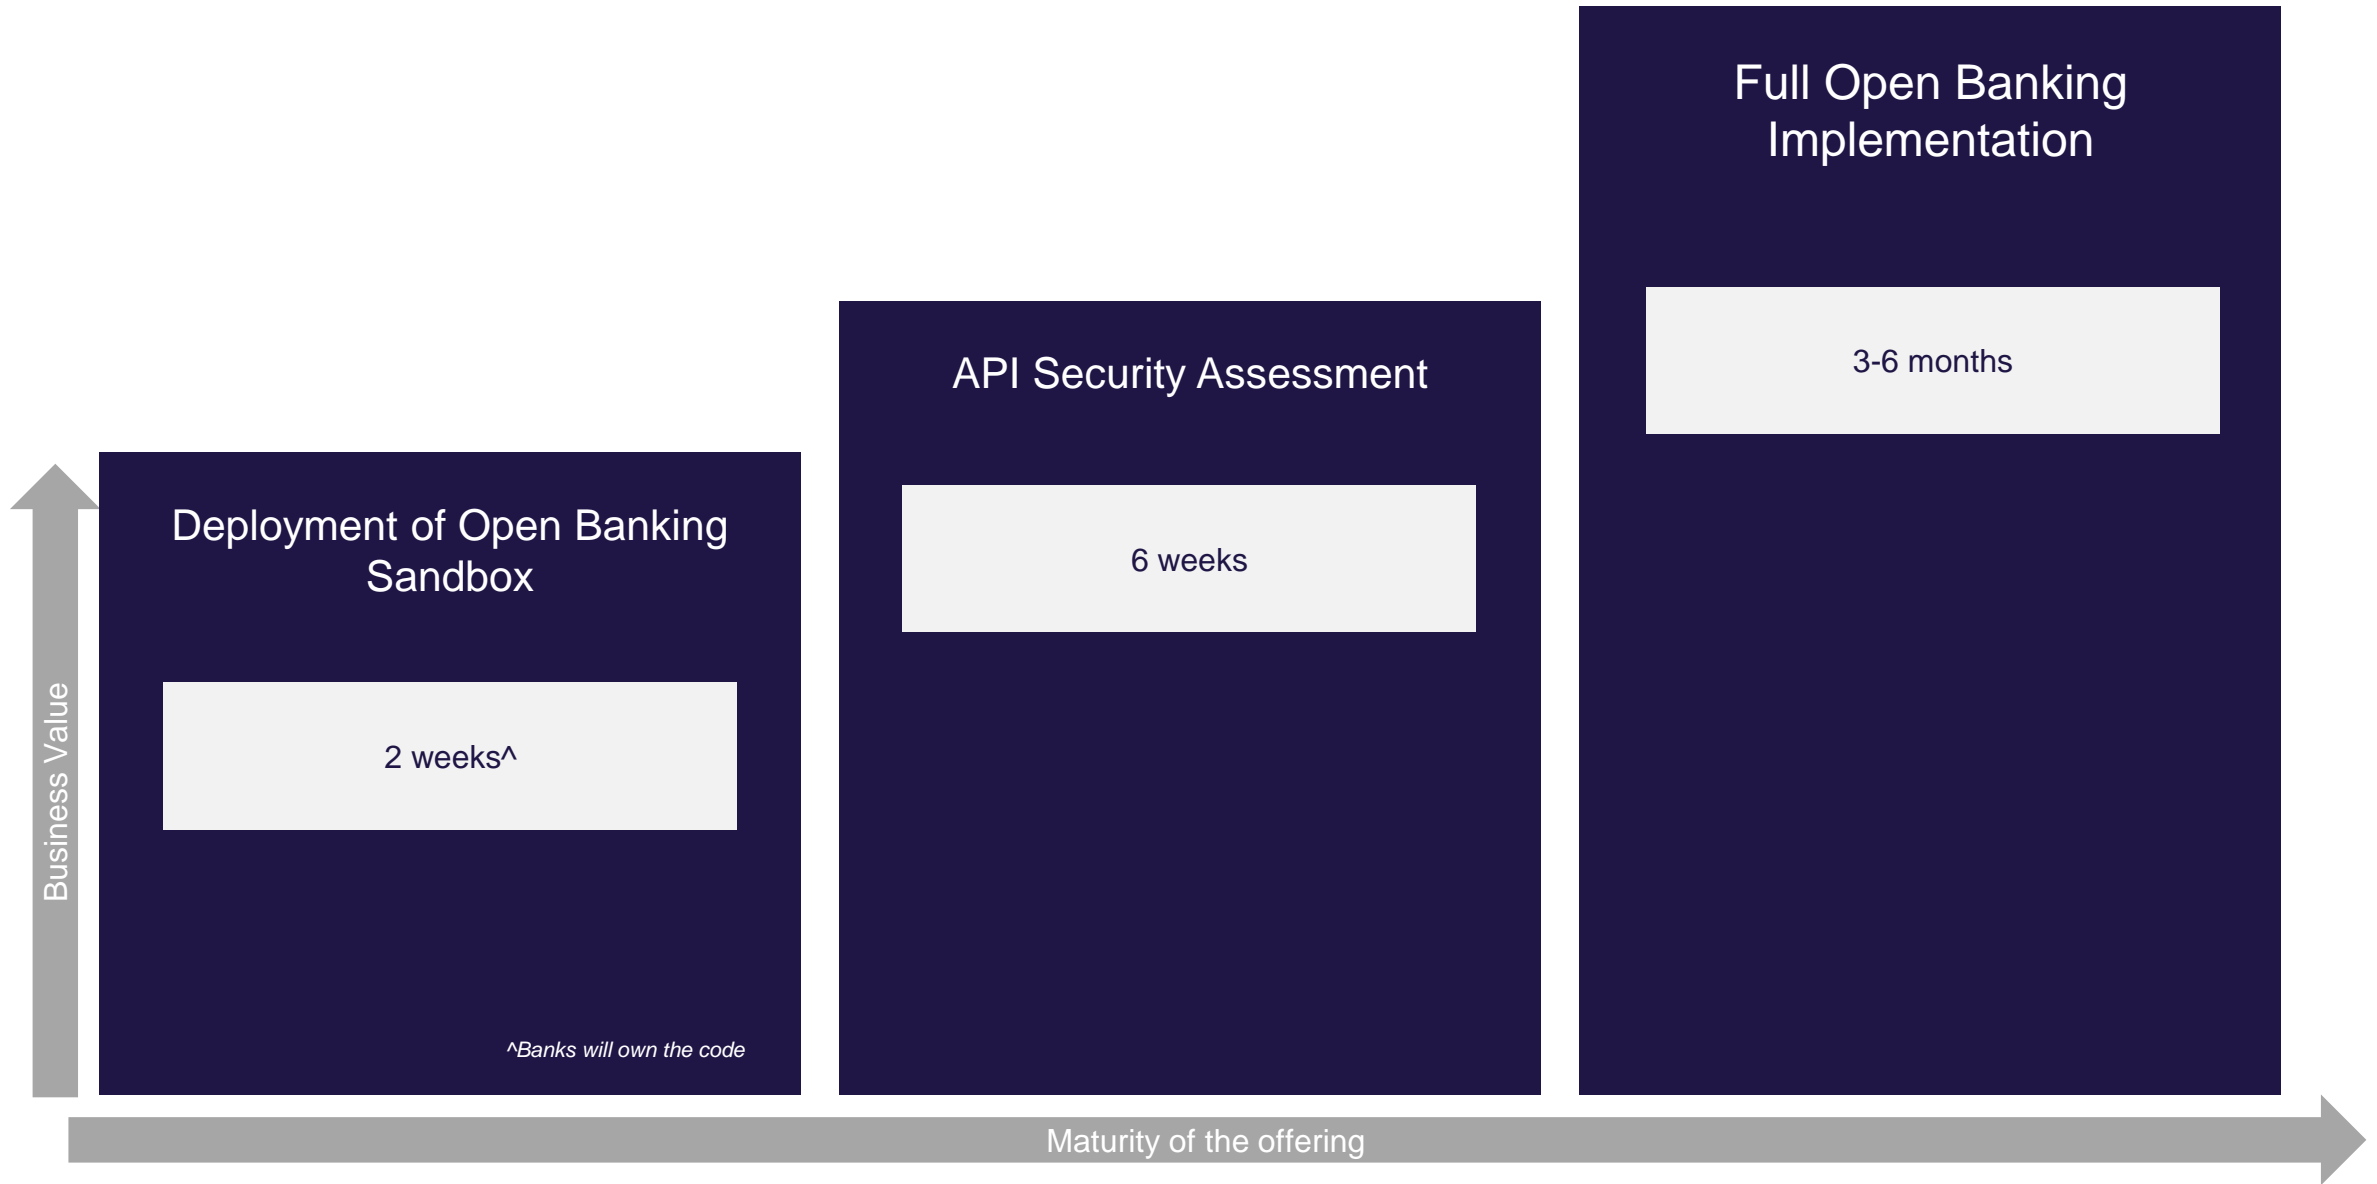 Full Open Banking
Implementation
3-6 months
API Security Assessment
6 weeks
Deployment of Open Banking
Sandbox
2 weeks^
^Banks will own the code
Business Value
Maturity of the offering